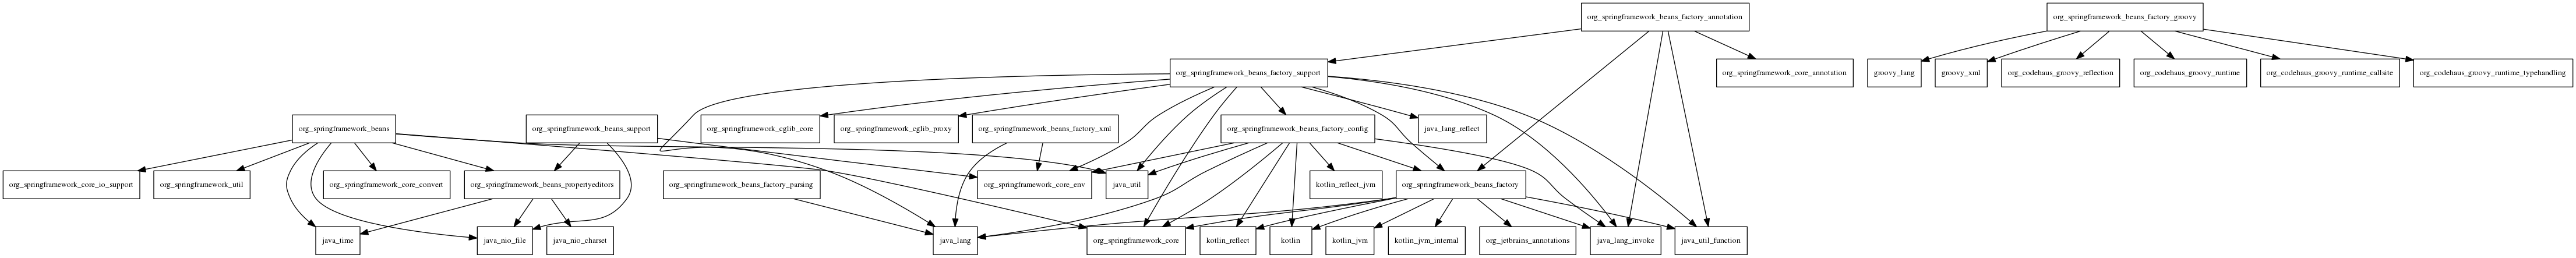 org_springframework_beans_factory_annotation
org_springframework_beans_factory_groovy
org_springframework_beans_factory_support
org_springframework_core_annotation
groovy_lang
groovy_xml
org_codehaus_groovy_reflection
org_codehaus_groovy_runtime
org_codehaus_groovy_runtime_callsite
org_codehaus_groovy_runtime_typehandling
org_springframework_beans
org_springframework_beans_support
org_springframework_cglib_core
org_springframework_cglib_proxy
org_springframework_beans_factory_xml
org_springframework_beans_factory_config
java_lang_reflect
org_springframework_core_io_support
org_springframework_util
org_springframework_core_convert
org_springframework_beans_propertyeditors
org_springframework_beans_factory_parsing
org_springframework_core_env
java_util
kotlin_reflect_jvm
org_springframework_beans_factory
java_time
java_nio_file
java_nio_charset
java_lang
org_springframework_core
kotlin_reflect
kotlin
kotlin_jvm
kotlin_jvm_internal
org_jetbrains_annotations
java_lang_invoke
java_util_function